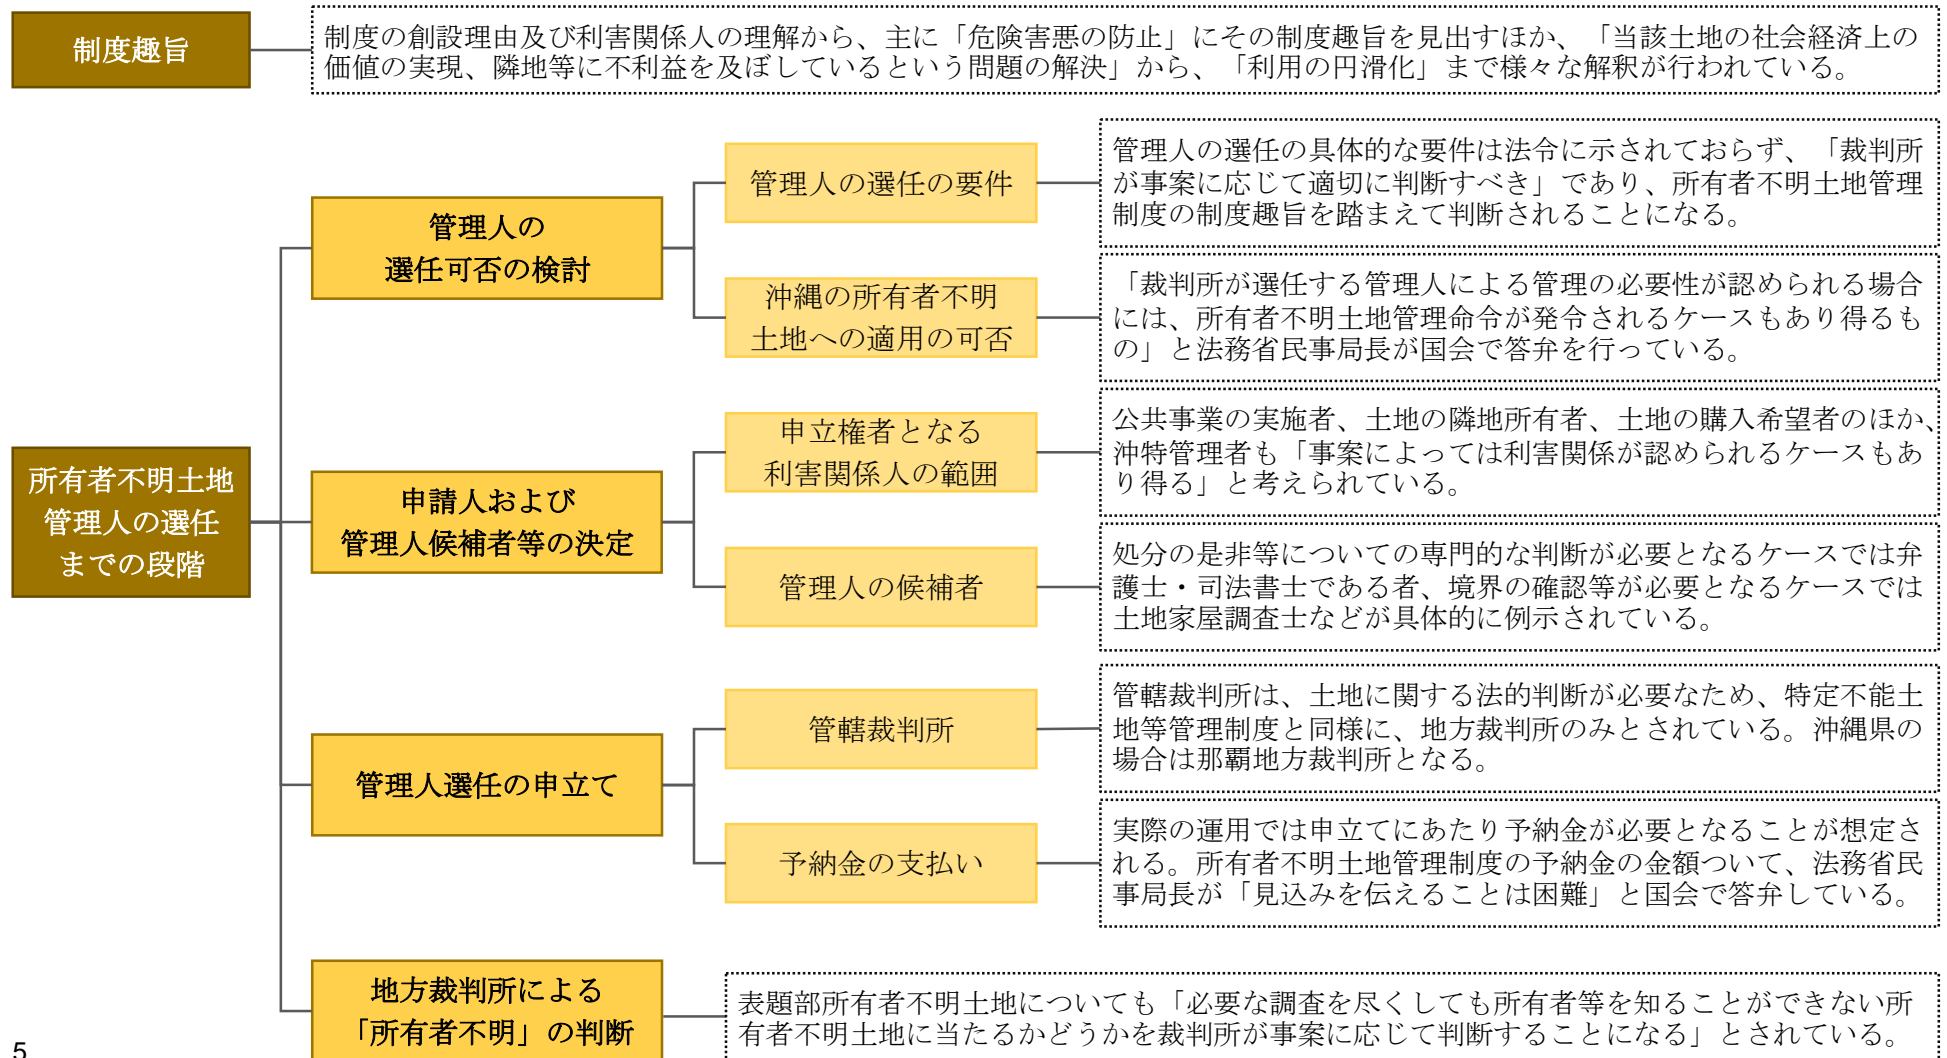 制度趣旨
制度の創設理由及び利害関係人の理解から、主に「危険害悪の防止」にその制度趣旨を見出すほか、「当該土地の社会経済上の
価値の実現、隣地等に不利益を及ぼしているという問題の解決」から、「利用の円滑化」まで様々な解釈が行われている。
所有者不明土地
管理人の選任
までの段階
管理人の
選任可否の検討
管理人の選任の要件
管理人の選任の具体的な要件は法令に示されておらず、「裁判所
が事案に応じて適切に判断すべき」であり、所有者不明土地管理
制度の制度趣旨を踏まえて判断されることになる。
沖縄の所有者不明
土地への適用の可否
「裁判所が選任する管理人による管理の必要性が認められる場合
には、所有者不明土地管理命令が発令されるケースもあり得るも
の」と法務省民事局長が国会で答弁を行っている。
申請人および
管理人候補者等の決定
申立権者となる
利害関係人の範囲
公共事業の実施者、土地の隣地所有者、土地の購入希望者のほか、
沖特管理者も「事案によっては利害関係が認められるケースもあ
り得る」と考えられている。
管理人の候補者
処分の是非等についての専門的な判断が必要となるケースでは弁
護士・司法書士である者、境界の確認等が必要となるケースでは
土地家屋調査士などが具体的に例示されている。
管理人選任の申立て
管轄裁判所
管轄裁判所は、土地に関する法的判断が必要なため、特定不能土
地等管理制度と同様に、地方裁判所のみとされている。沖縄県の
場合は那覇地方裁判所となる。
予納金の支払い
実際の運用では申立てにあたり予納金が必要となることが想定さ
れる。所有者不明土地管理制度の予納金の金額ついて、法務省民
事局長が「見込みを伝えることは困難」と国会で答弁している。
地方裁判所による
「所有者不明」の判断
表題部所有者不明土地についても「必要な調査を尽くしても所有者等を知ることができない所
有者不明土地に当たるかどうかを裁判所が事案に応じて判断することになる」とされている。
5